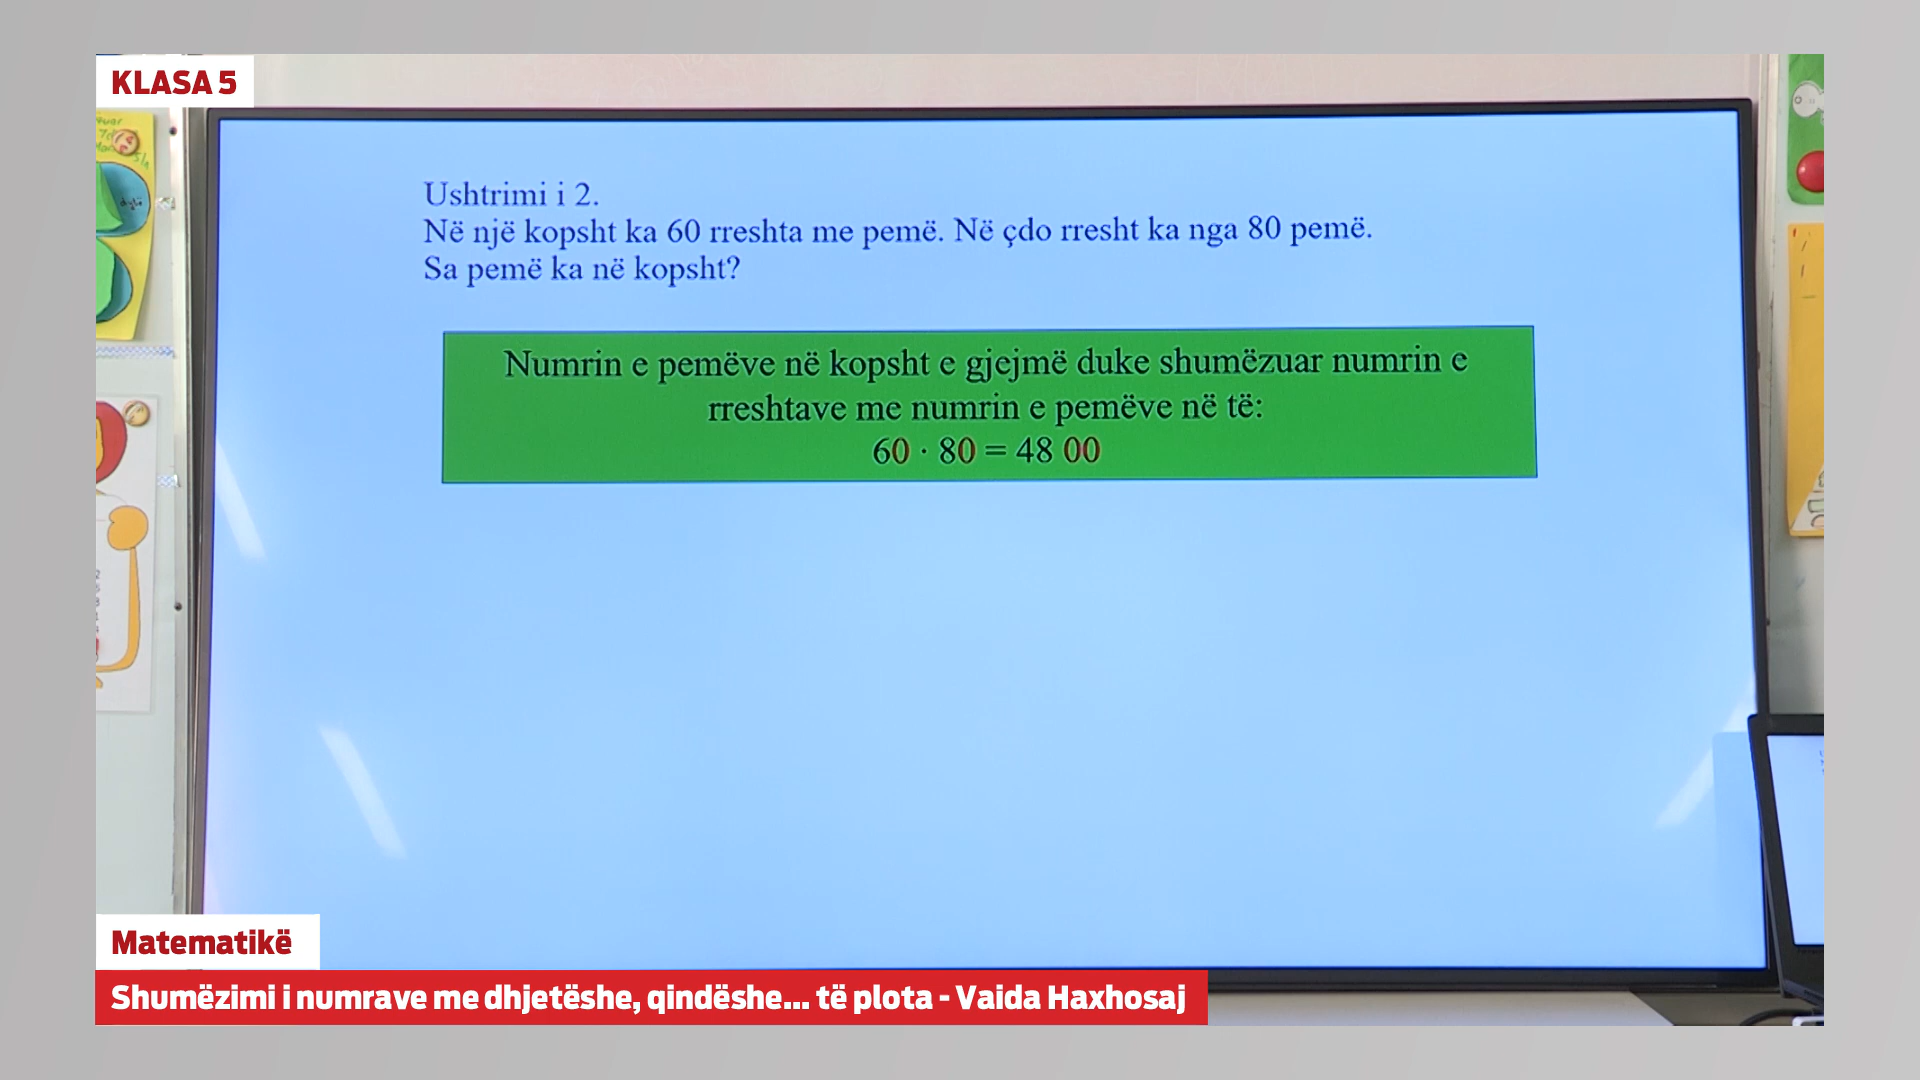 KLASA 5
Ushtrimi i 2.
Në një kopsht ka 60 rreshta me pemë. Në çdo rresht ka nga 80 pemë.
Sa pemë ka në kopsht?
Numrin e pemëve në kopsht e gjejmë duke shumëzuar numrin e
rreshtave me numrin e pemëve në të:
60 · 80 = 48 00
Matematikë
Shumëzimi i numrave me dhjetëshe, qindëshe... të plota - Vaida Haxhosaj